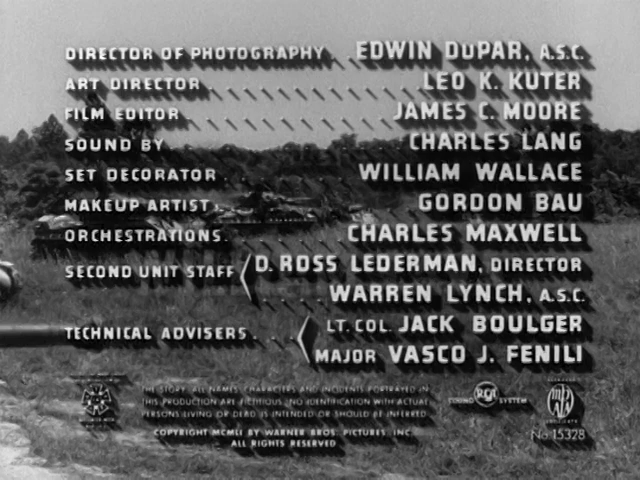 DIRECTOR OF PHOTOGRAPHY . . EDWIN DuPAR, A.S.C.
ART DIRECTOR . . . . . . . . LEO K. KUTER
FILM EDITOR . . . . . . . . JAMES C. MOORE
SOUND BY . . . . . . . . . CHARLES LANG
SET DECORATOR . . . . . . WILLIAM WALLACE
MAKEUP ARTIST . . . . . . . . GORDON BAU
ORCHESTRATIONS . . . . . CHARLES MAXWELL
SECOND UNIT STAFF D. ROSS LEDERMAN, DIRECTOR
. . . . WARREN LYNCH, A.S.C.
TECHNICAL ADVISERS . . . LT. COL. JACK BOULGER
MAJOR VASCO J. FENILI
THE STORY, ALL NAMES, CHARACTERS AND INCIDENTS PORTRAYED IN
THIS PRODUCTION ARE FICTITIOUS. NO IDENTIFICATION WITH ACTUAL
PERSONS LIVING OR DEAD IS INTENDED OR SHOULD BE INFERRED
COPYRIGHT MCMLI BY WARNER BROS. PICTURES, INC.
ALL RIGHTS RESERVED
SOUND RCA SYSTEM
No. 15328